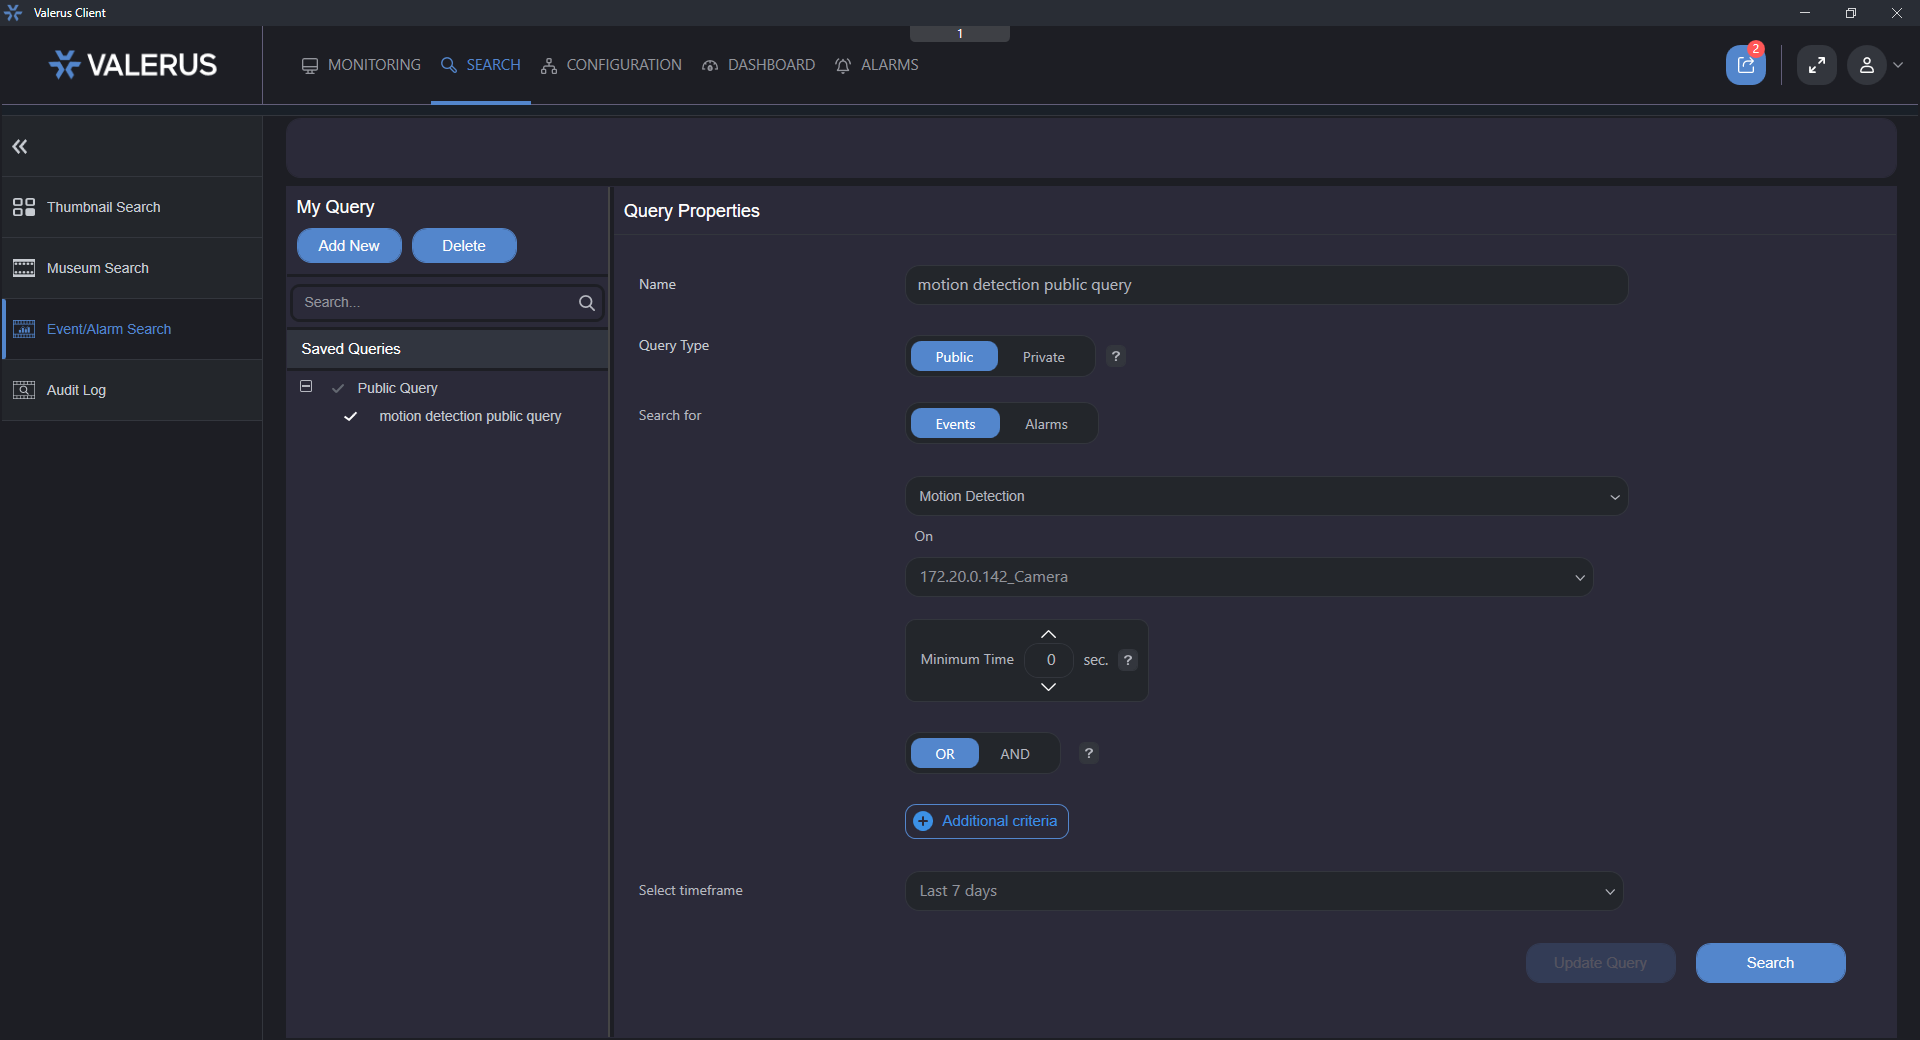 Valerus Client
1
VALERUS
MONITORING
SEARCH
CONFIGURATION
DASHBOARD
ALARMS
2
Thumbnail Search
Museum Search
Event/Alarm Search
Audit Log
My Query
Add New
Delete
Search...
Saved Queries
Public Query
motion detection public query
Query Properties
Name
motion detection public query
Query Type
Public
Private
?
Search for
Events
Alarms
Motion Detection
On
172.20.0.142_Camera
Minimum Time
0
sec.
?
OR
AND
?
Additional criteria
Select timeframe
Last 7 days
Update Query
Search